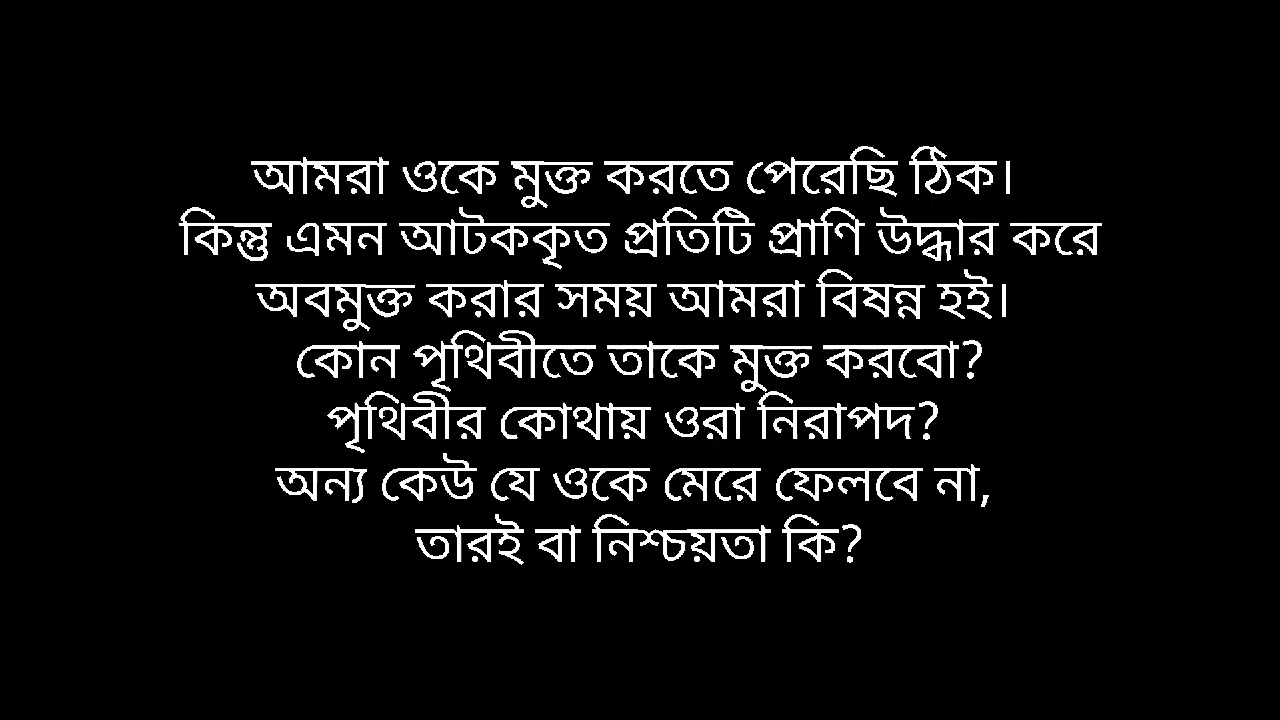 আমরা ওকে মুক্ত করতে পেরেছি ঠিক।
কিন্তু এমন আটককৃত প্রতিটি প্রাণি উদ্ধার করে
অবমুক্ত করার সময় আমরা বিষন্ন হই।
কোন পৃথিবীতে তাকে মুক্ত করবো?
পৃথিবীর কোথায় ওরা নিরাপদ?
অন্য কেউ যে ওকে মেরে ফেলবে না,
তারই বা নিশ্চয়তা কি?